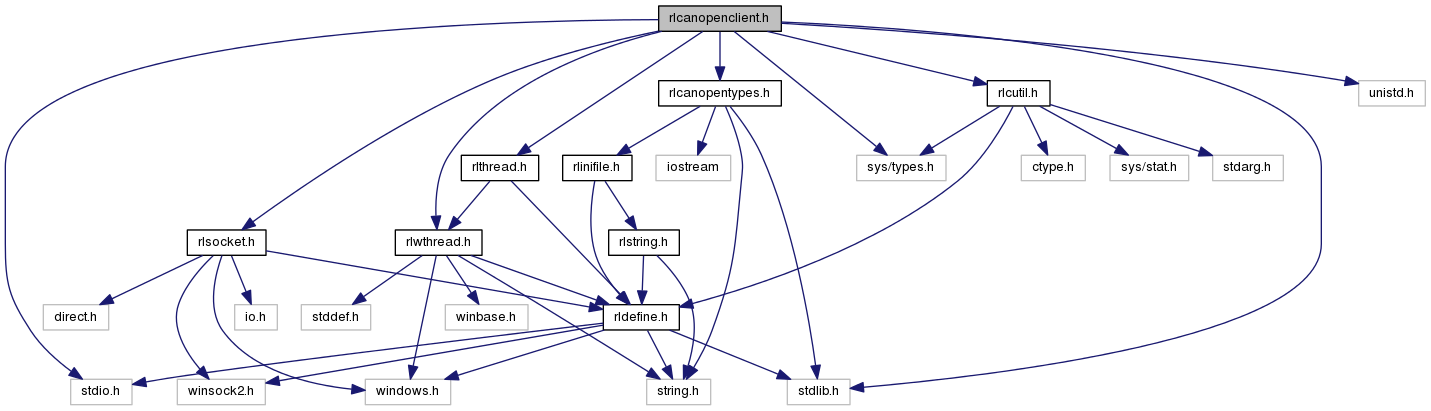 rlcanopenclient.h
rlcanopentypes.h
rlcutil.h
unistd.h
rlthread.h
rlinifile.h
iostream
sys/types.h
ctype.h
sys/stat.h
stdarg.h
rlsocket.h
rlwthread.h
rlstring.h
direct.h
io.h
stddef.h
winbase.h
rldefine.h
stdio.h
winsock2.h
windows.h
string.h
stdlib.h